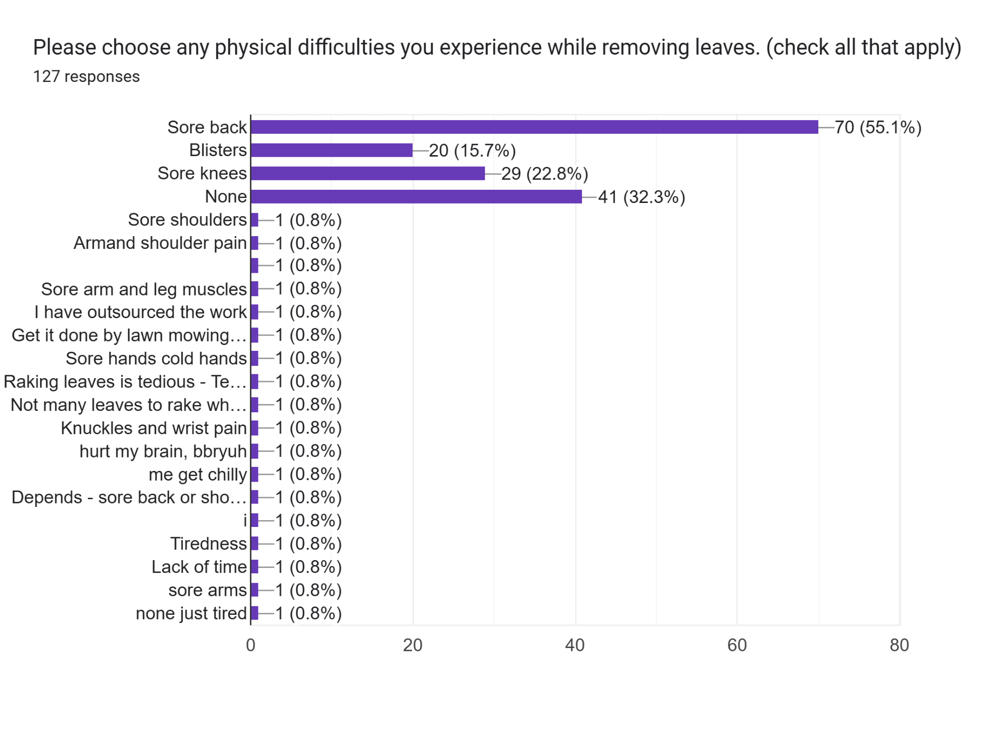 Please choose any physical difficulties you experience while removing leaves. (check all that apply)
127 responses
Sore back 70 (55.1%)
Blisters 20 (15.7%)
Sore knees 29 (22.8%)
None 41 (32.3%)
Sore shoulders 1 (0.8%)
Armand shoulder pain 1 (0.8%)
1 (0.8%)
Sore arm and leg muscles 1 (0.8%)
I have outsourced the work 1 (0.8%)
Get it done by lawn mowing… 1 (0.8%)
Sore hands cold hands 1 (0.8%)
Raking leaves is tedious - Te… 1 (0.8%)
Not many leaves to rake wh… 1 (0.8%)
Knuckles and wrist pain 1 (0.8%)
hurt my brain, bbryuh 1 (0.8%)
me get chilly 1 (0.8%)
Depends - sore back or sho… 1 (0.8%)
i 1 (0.8%)
Tiredness 1 (0.8%)
Lack of time 1 (0.8%)
sore arms 1 (0.8%)
none just tired 1 (0.8%)
0 20 40 60 80